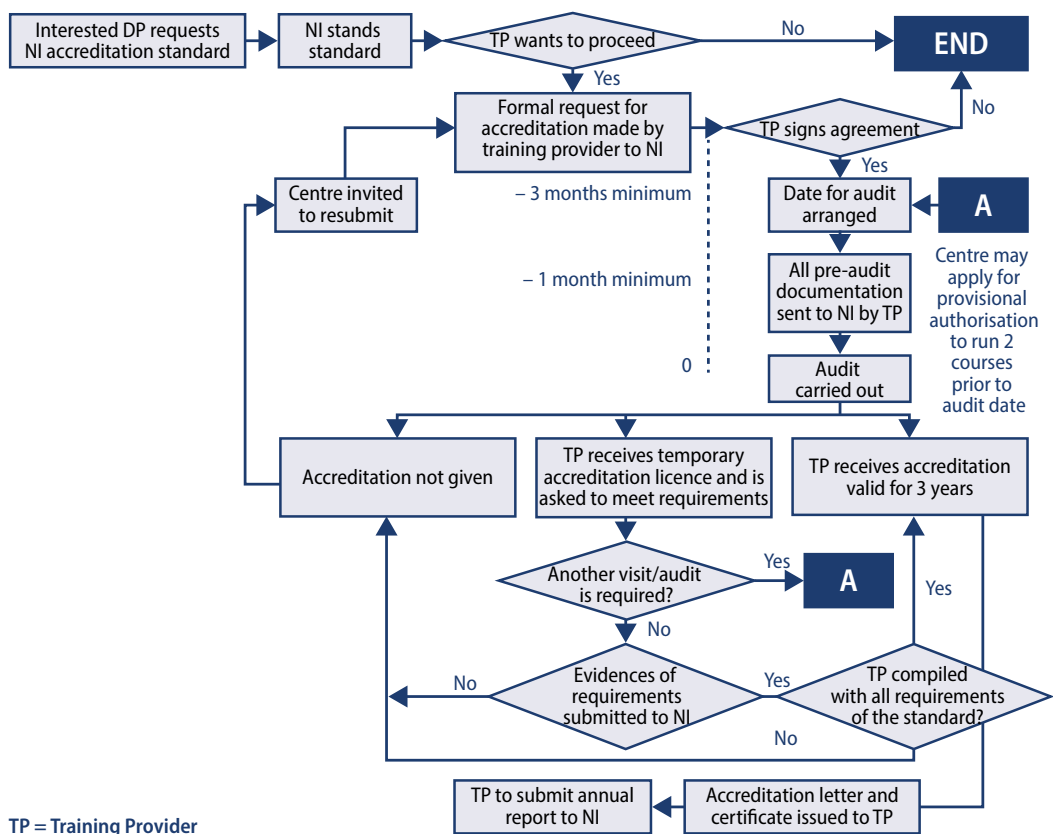 Interested DP requests
NI accreditation standard
NI stands
standard
TP wants to proceed
No
END
Yes
Formal request for
accreditation made by
training provider to NI
TP signs agreement
No
Yes
Centre invited
to resubmit
– 3 months minimum
Date for audit
arranged
A
– 1 month minimum
All pre-audit
documentation
sent to NI by TP
Centre may
apply for
provisional
authorisation
to run 2
courses
prior to
audit date
0
Audit
carried out
Accreditation not given
TP receives temporary
accreditation licence and is
asked to meet requirements
TP receives accreditation
valid for 3 years
Another visit/audit
is required?
Yes
A
Yes
No
No
Evidences of
requirements
submitted to NI
Yes
TP compiled
with all requirements
of the standard?
No
TP to submit annual
report to NI
Accreditation letter and
certificate issued to TP
TP = Training Provider